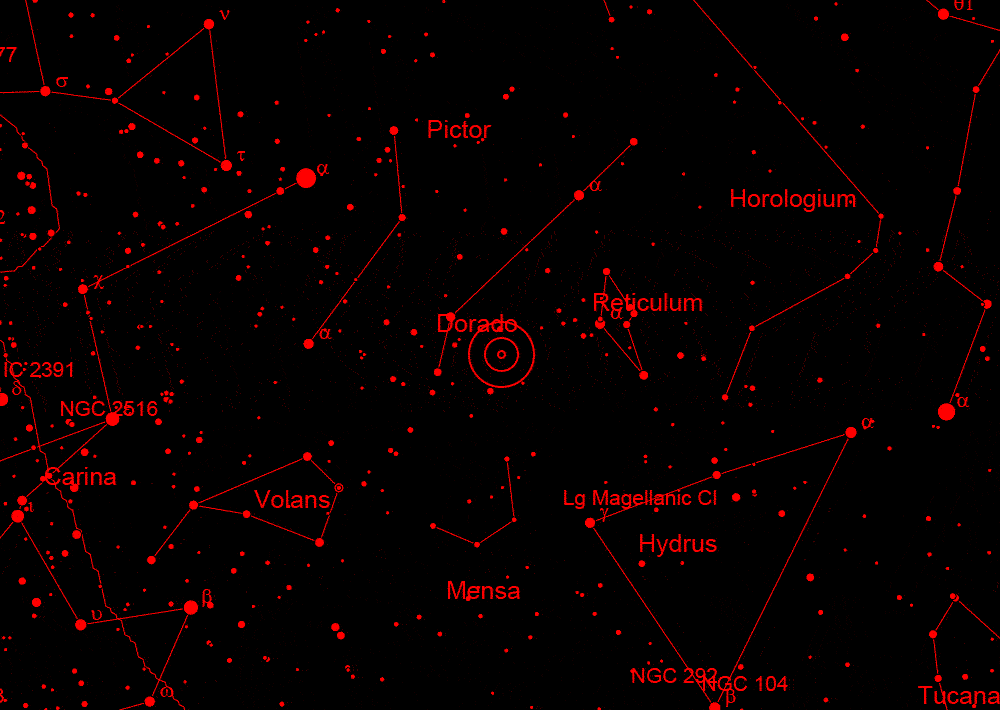 θ1
ν
77
σ
τ
Pictor
α
α
Horologium
2
χ
Reticulum
α
Dorado
α
IC 2391
δ
NGC 2516
ε
α
α
Carina
Volans
Lg Magellanic Cl
γ
ι
Hydrus
Mensa
β
υ
NGC 292
NGC 104
ω
β
Tucana
β